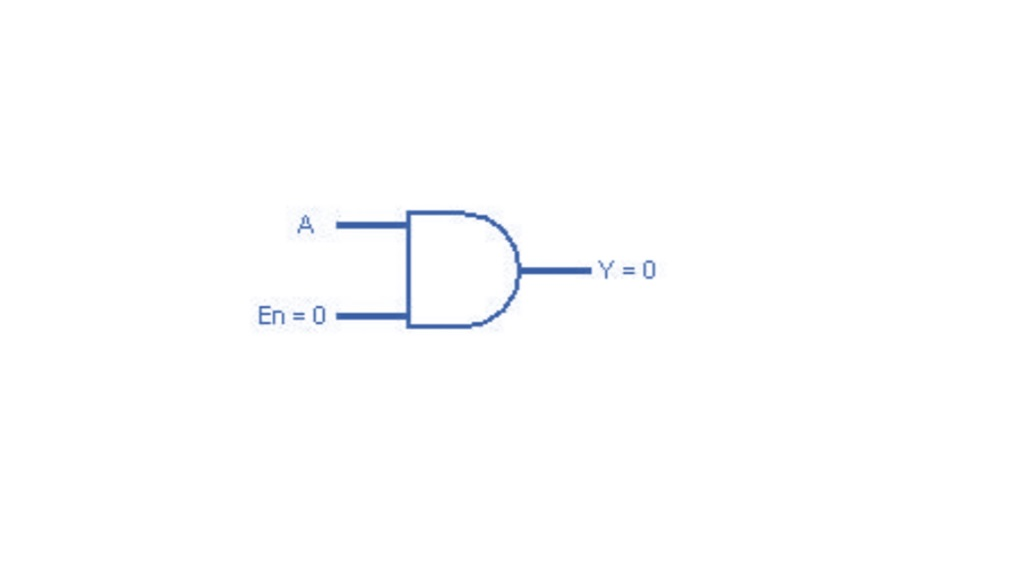 A
En = 0
Y = 0